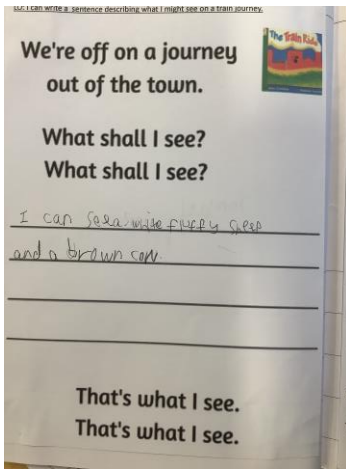 LO: I can write a sentence describing what I might see on a train journey.
The Train Ride
We're off on a journey
out of the town.
What shall I see?
What shall I see?
I can see a wite fluffy sheep
and a brown cow.
That's what I see.
That's what I see.